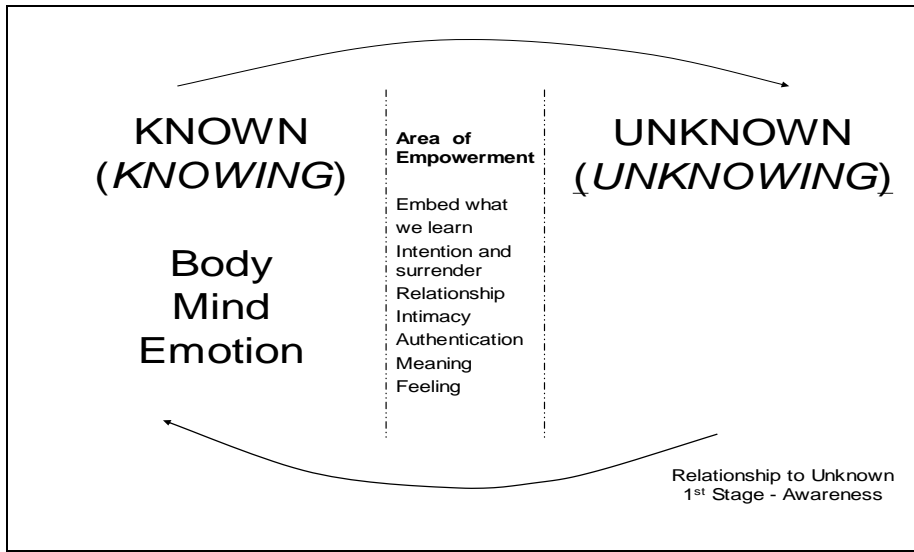 KNOWN
(KNOWING)
Body
Mind
Emotion
Area of
Empowerment
Embed what
we learn
Intention and
surrender
Relationship
Intimacy
Authentication
Meaning
Feeling
UNKNOWN
(UNKNOWING)
Relationship to Unknown
1st Stage - Awareness